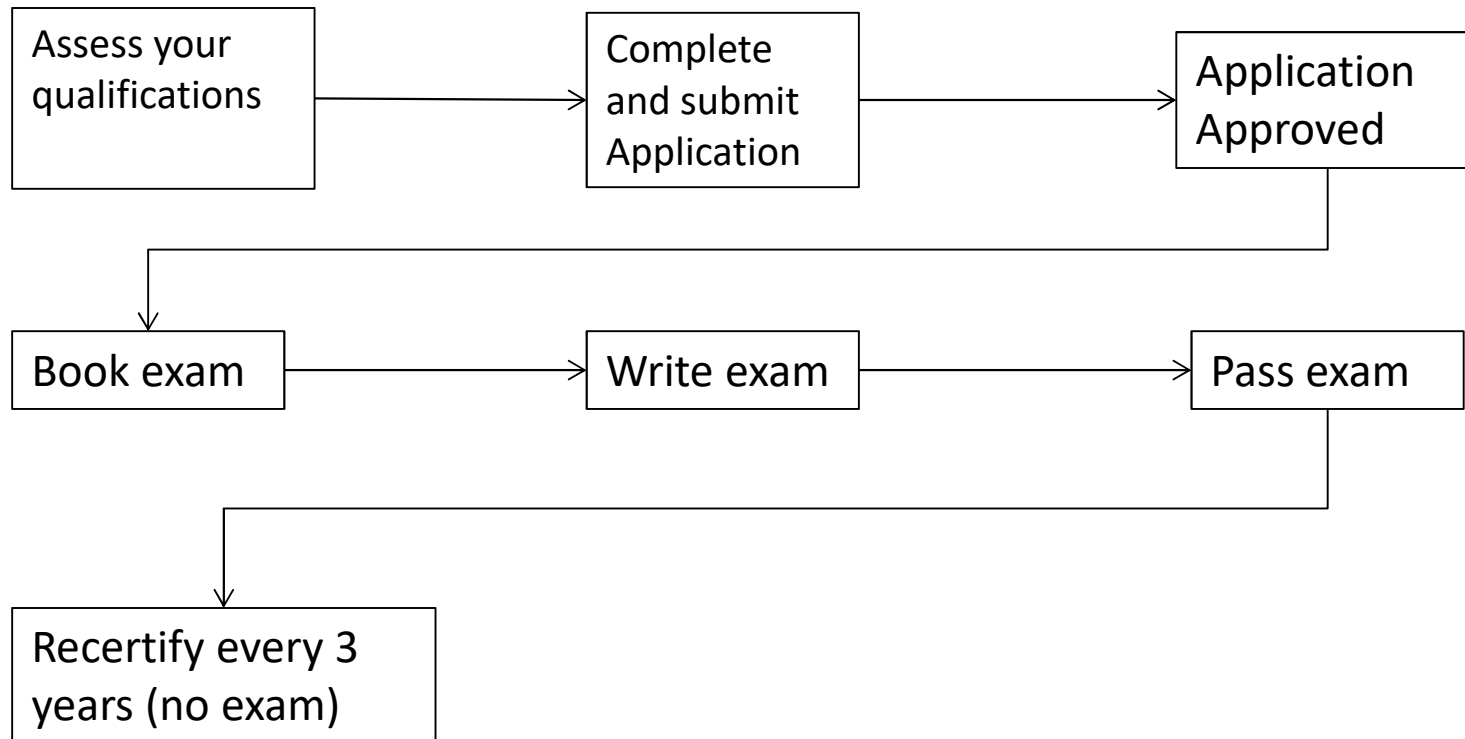 Assess your
qualifications
Complete
and submit
Application
Application
Approved
Book exam
Write exam
Pass exam
Recertify every 3
years (no exam)